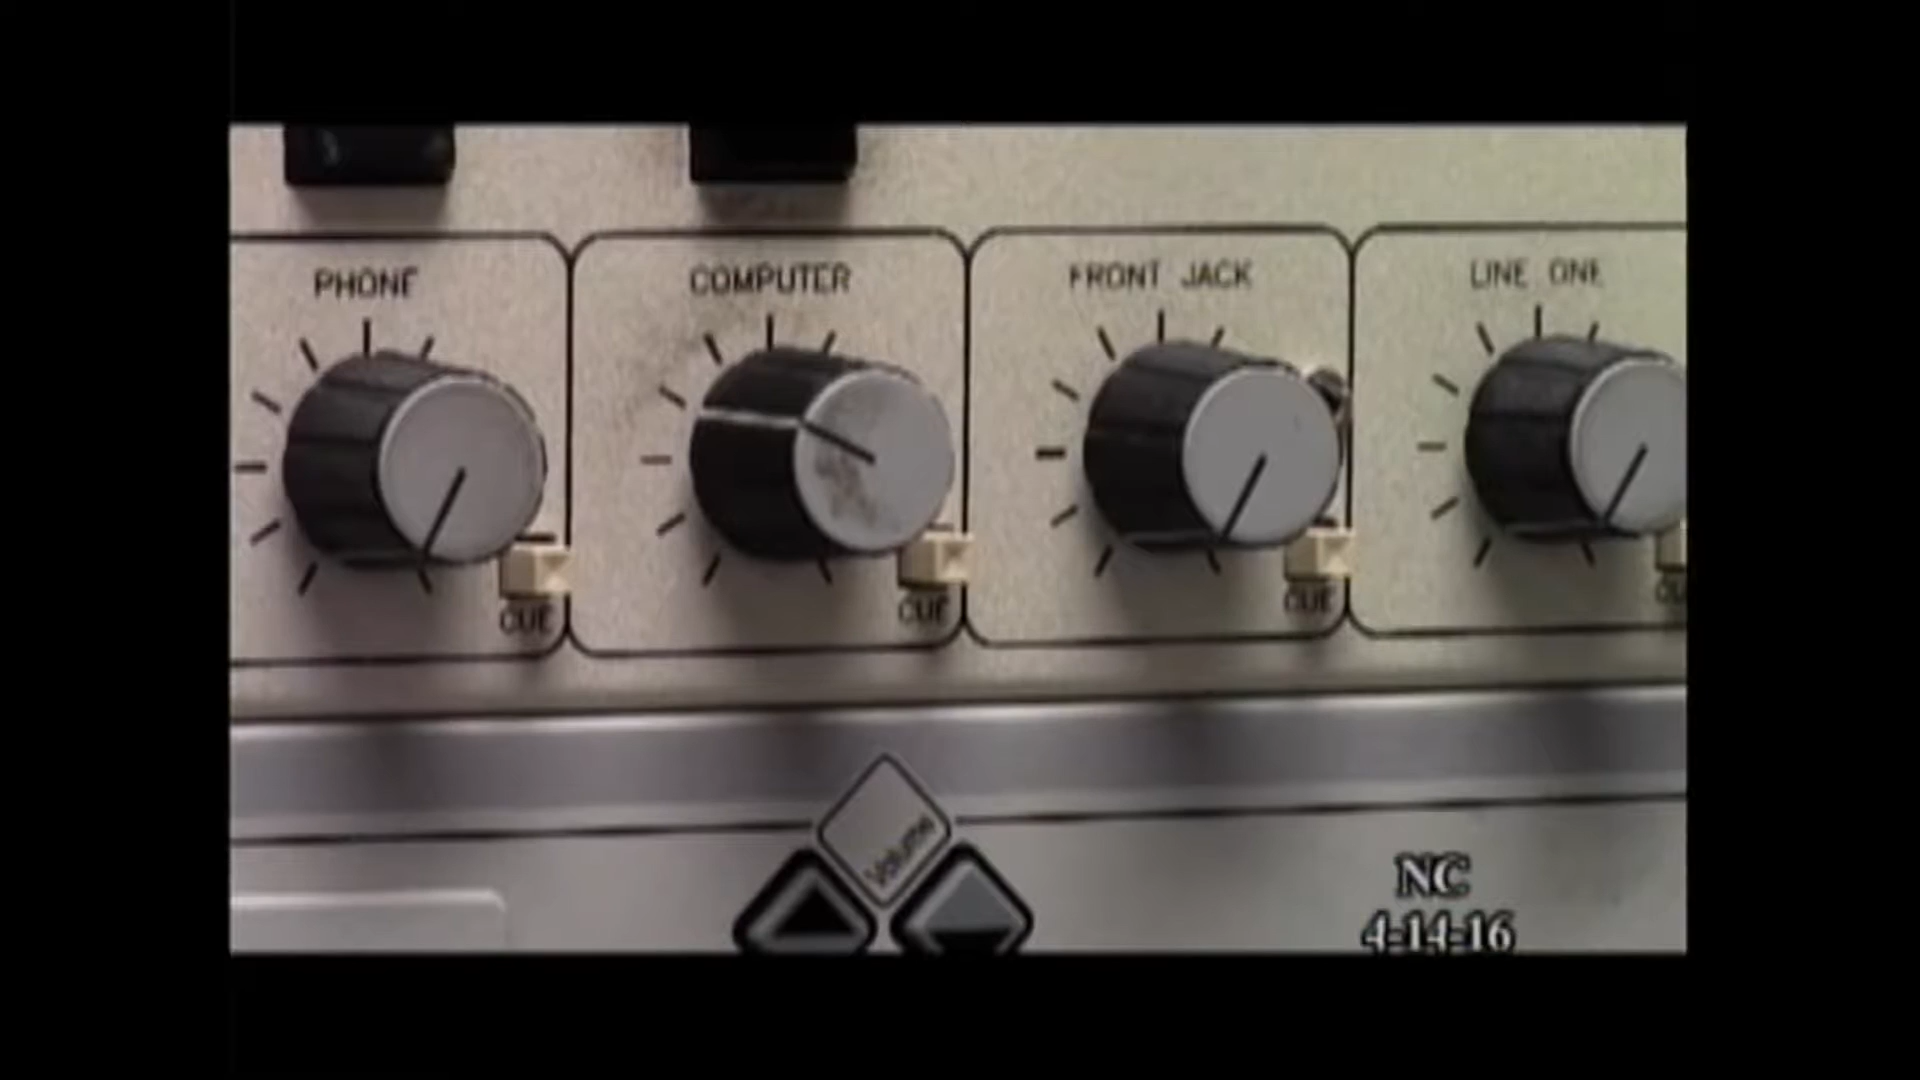 PHONE
COMPUTER
FRONT JACK
LINE ONE
CUE
CUE
CUE
Volume
NC
4-14-16